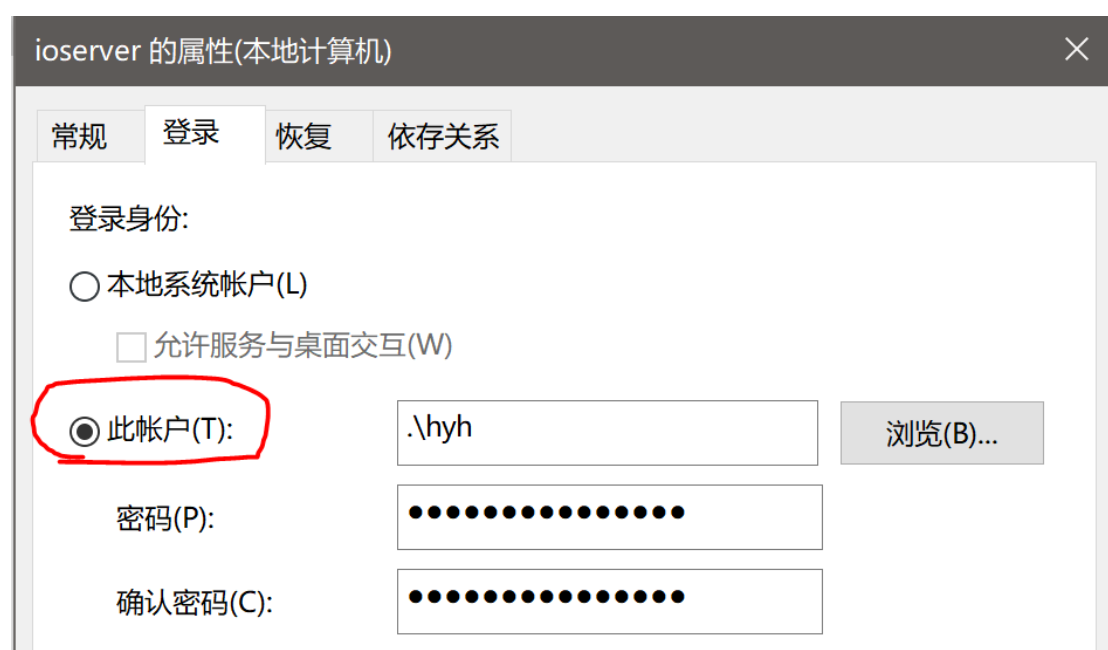 ioserver 的属性(本地计算机)
常规 登录 恢复 依存关系
登录身份:
本地系统帐户(L)
允许服务与桌面交互(W)
此帐户(T): .\hyh 浏览(B)...
密码(P): ●●●●●●●●●●●●●●●
确认密码(C): ●●●●●●●●●●●●●●●